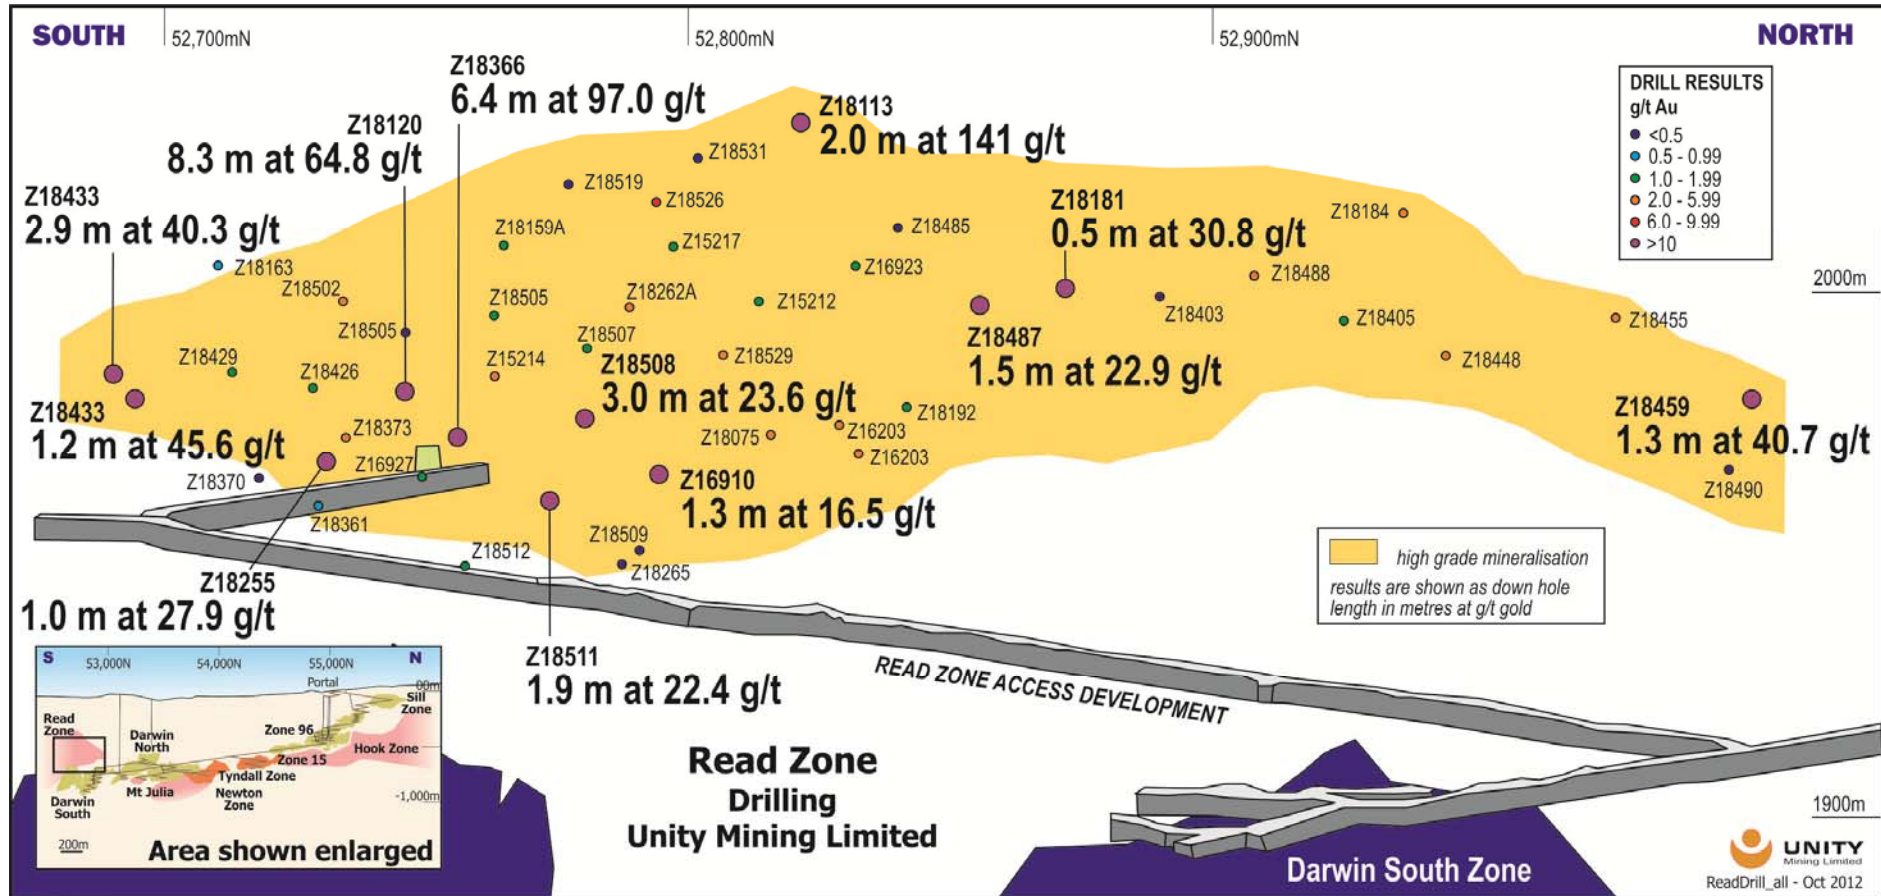 SOUTH
52,700mN
52,800mN
52,900mN
NORTH
Z18366
6.4 m at 97.0 g/t
Z18120
8.3 m at 64.8 g/t
Z18113
2.0 m at 141 g/t
DRILL RESULTS
g/t Au
<0.5
0.5 - 0.99
1.0 - 1.99
2.0 - 5.99
6.0 - 9.99
>10
Z18433
2.9 m at 40.3 g/t
Z18531
Z18519
Z18526
Z18159A
Z15217
Z18485
Z16923
Z18181
0.5 m at 30.8 g/t
Z18184
Z18488
2000m
Z18163
Z18502
Z18505
Z18505
Z18262A
Z15212
Z18403
Z18405
Z18455
Z18429
Z18426
Z15214
Z18507
Z18529
Z18508
3.0 m at 23.6 g/t
Z18487
1.5 m at 22.9 g/t
Z18448
Z18433
1.2 m at 45.6 g/t
Z18373
Z16927
Z18370
Z18361
Z18075
Z18192
Z16203
Z16203
Z18459
1.3 m at 40.7 g/t
Z18490
Z16910
1.3 m at 16.5 g/t
Z18512
Z18509
Z18265
high grade mineralisation
results are shown as down hole
length in metres at g/t gold
Z18255
1.0 m at 27.9 g/t
Z18511
1.9 m at 22.4 g/t
READ ZONE ACCESS DEVELOPMENT
S
53,000N
54,000N
55,000N
N
Portal
00m
Sill
Zone
Read
Zone
Darwin
North
Zone 96
Hook Zone
Zone 15
Tyndall Zone
Mt Julia
Newton
Zone
Darwin
South
-1,000m
200m
Area shown enlarged
Read Zone
Drilling
Unity Mining Limited
Darwin South Zone
1900m
UNITY
Mining Limited
ReadDrill_all - Oct 2012